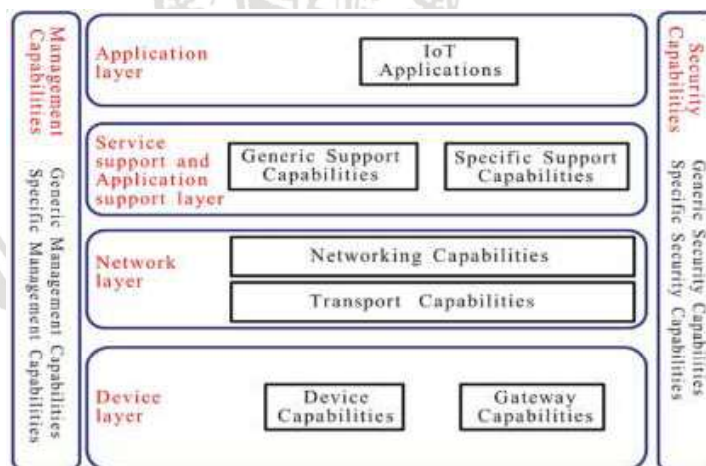 Management
Capabilities
Generic Management Capabilities
Specific Management Capabilities
Application
layer
IoT
Applications
Service
support and
Application
support layer
Generic Support
Capabilities
Specific Support
Capabilities
Network
layer
Networking Capabilities
Transport Capabilities
Device
layer
Device
Capabilities
Gateway
Capabilities
Security
Capabilities
Generic Security Capabilities
Specific Security Capabilities